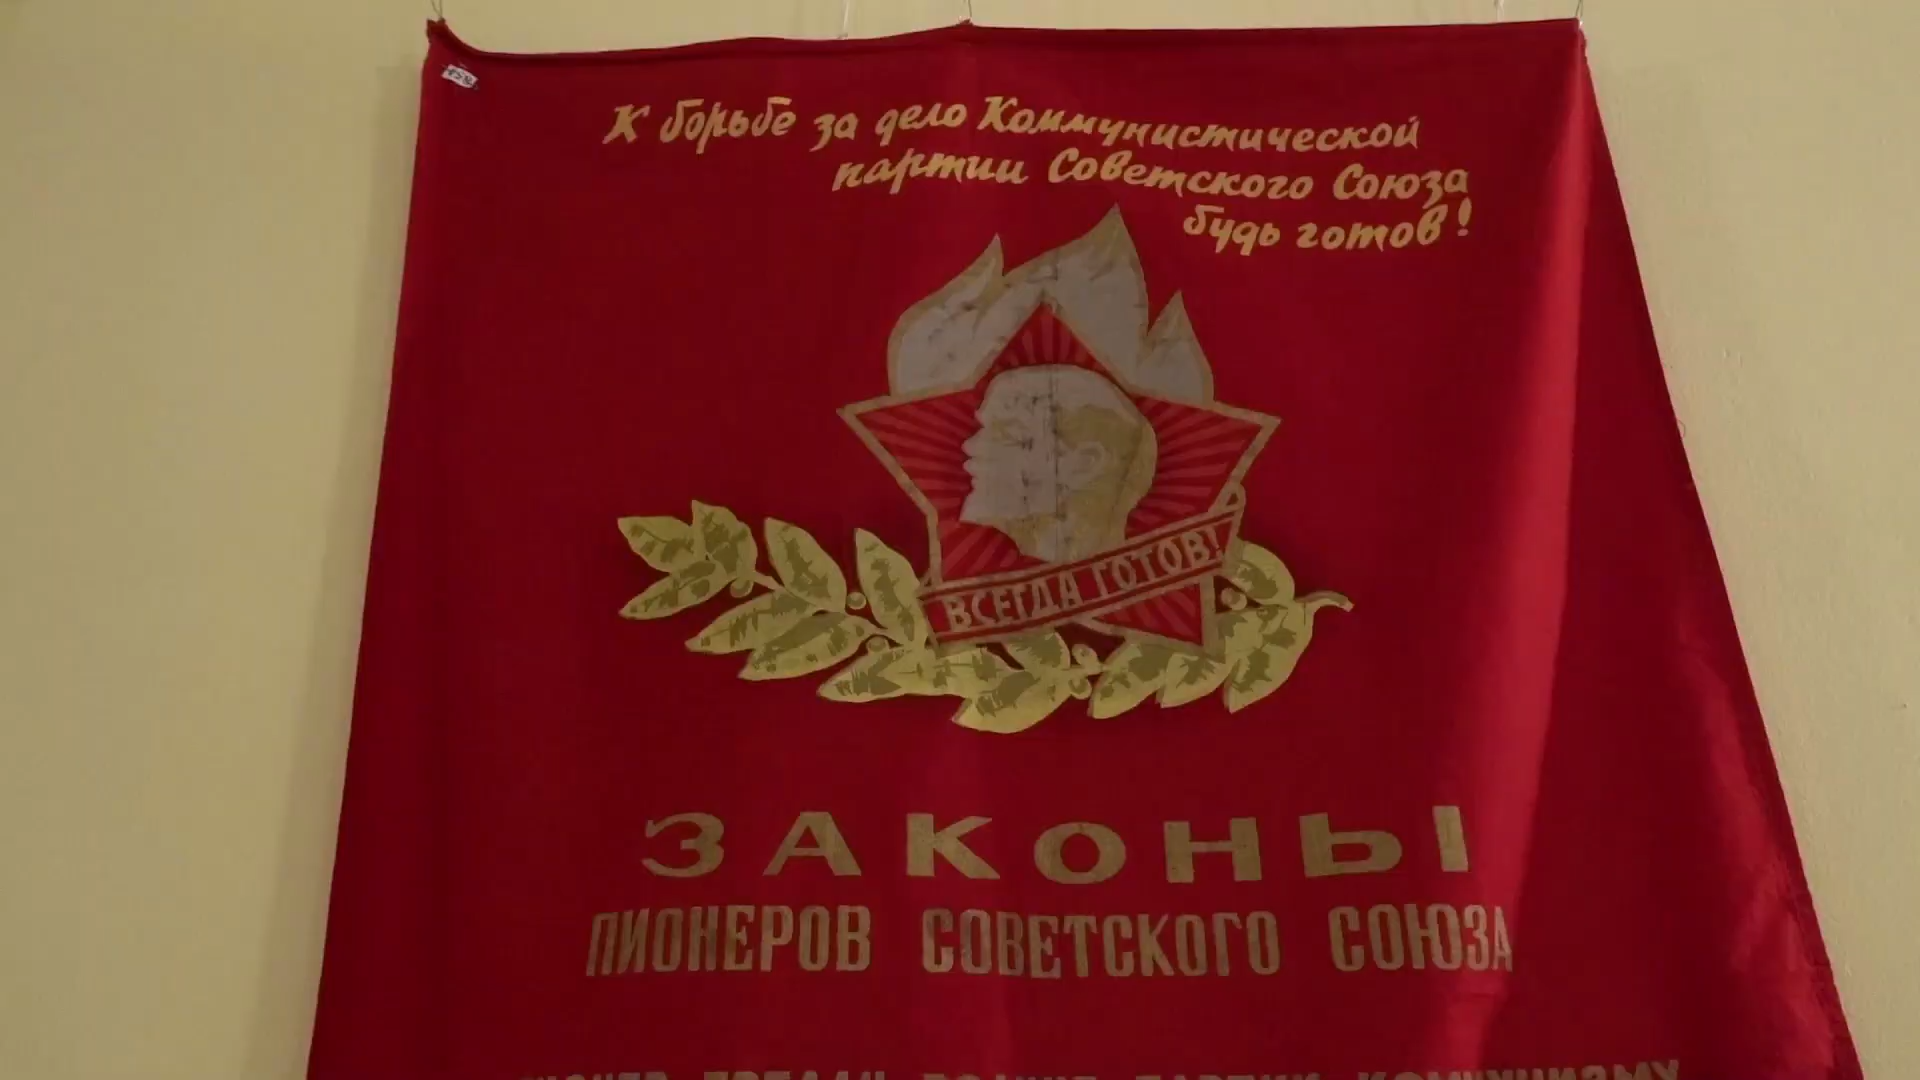 К борьбе за дело Коммунистической
партии Советского Союза
будь готов!
ВСЕГДА ГОТОВ!
ЗАКОНЫ
ПИОНЕРОВ СОВЕТСКОГО СОЮЗА